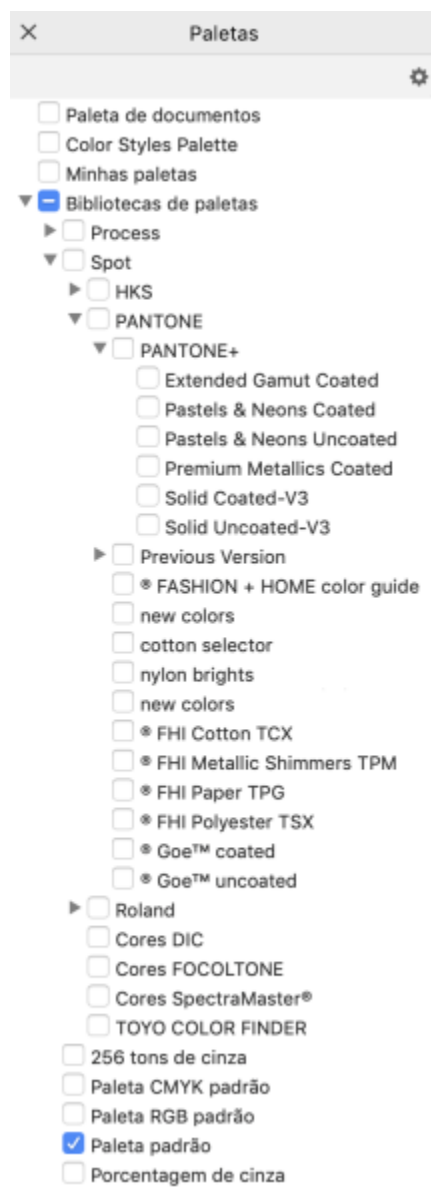 Paletas
Paleta de documentos
Color Styles Palette
Minhas paletas
Bibliotecas de paletas
Process
Spot
HKS
PANTONE
PANTONE+
Extended Gamut Coated
Pastels & Neons Coated
Pastels & Neons Uncoated
Premium Metallics Coated
Solid Coated-V3
Solid Uncoated-V3
Previous Version
® FASHION + HOME color guide
new colors
cotton selector
nylon brights
new colors
® FHI Cotton TCX
® FHI Metallic Shimmers TPM
® FHI Paper TPG
® FHI Polyester TSX
® Goe™ coated
® Goe™ uncoated
Roland
Cores DIC
Cores FOCOLTONE
Cores SpectraMaster®
TOYO COLOR FINDER
256 tons de cinza
Paleta CMYK padrão
Paleta RGB padrão
Paleta padrão
Porcentagem de cinza